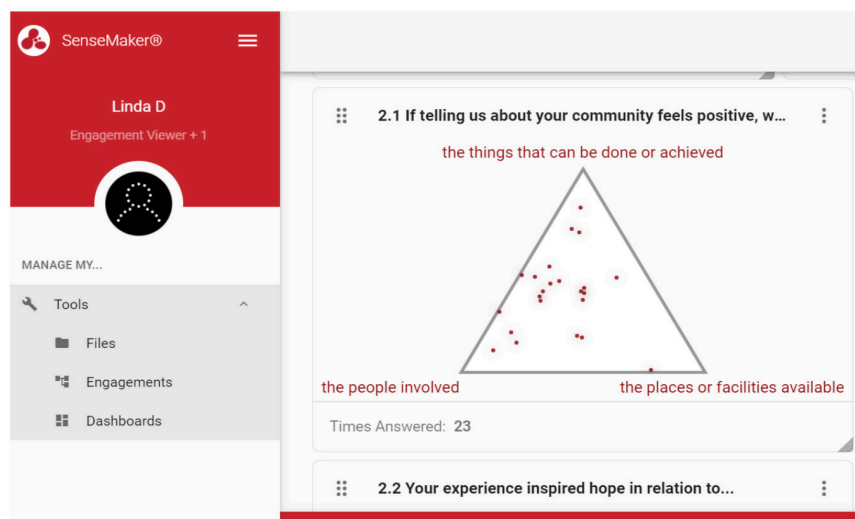 SenseMaker®
Linda D
Engagement Viewer + 1
MANAGE MY...
Tools
Files
Engagements
Dashboards
2.1 If telling us about your community feels positive, w...
the things that can be done or achieved
the people involved
the places or facilities available
Times Answered: 23
2.2 Your experience inspired hope in relation to...